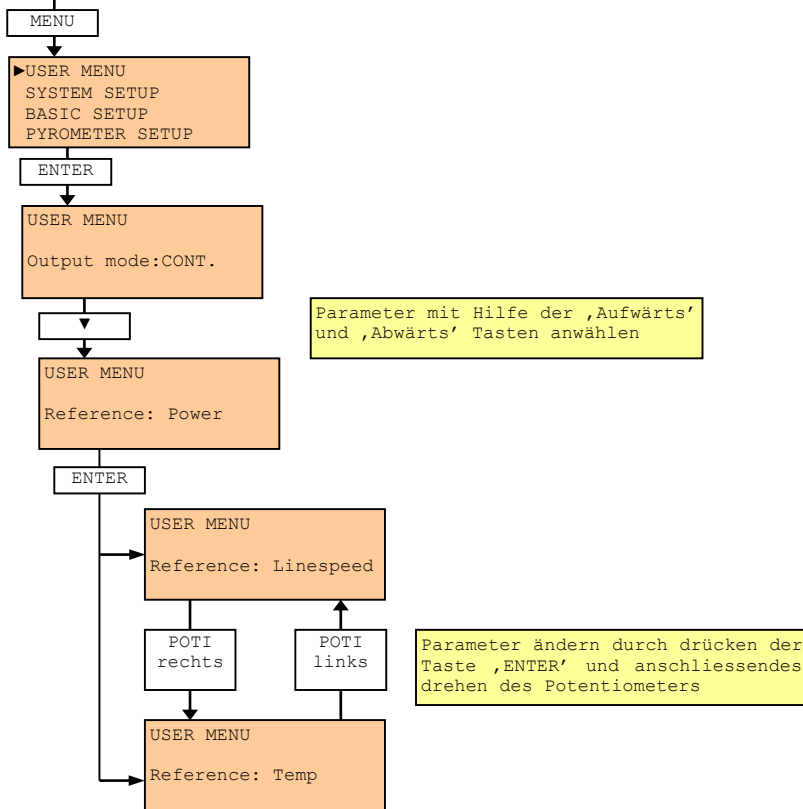 MENU
►USER MENU
SYSTEM SETUP
BASIC SETUP
PYROMETER SETUP
ENTER
USER MENU
Output mode:CONT.
▼
Parameter mit Hilfe der ‚Aufwärts’
und ‚Abwärts’ Tasten anwählen
USER MENU
Reference: Power
ENTER
USER MENU
Reference: Linespeed
POTI
rechts
POTI
links
Parameter ändern durch drücken der
Taste ‚ENTER’ und anschliessendes
drehen des Potentiometers
USER MENU
Reference: Temp